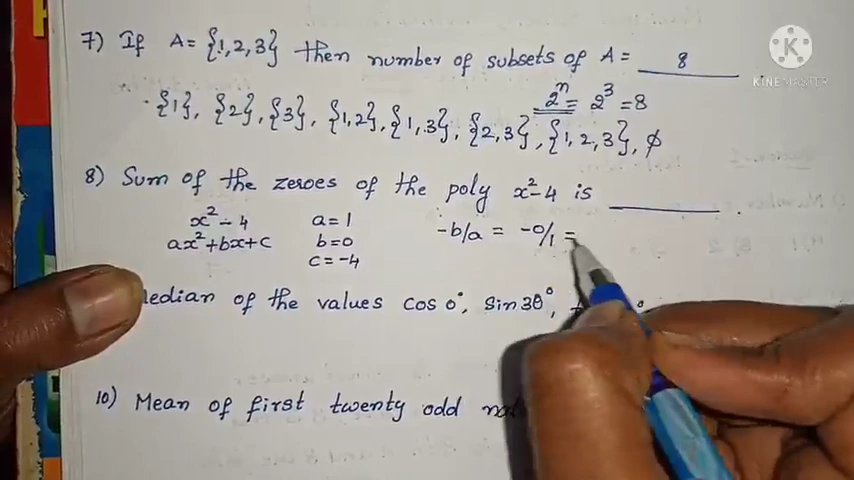 7) If A = {1,2,3} then number of subsets of A = 8
KINEMASTER
{1}, {2}, {3}, {1,2}, {1,3}, {2,3}, {1,2,3}, ϕ
2ⁿ = 2³ = 8
8) Sum of the zeroes of the poly x²-4 is ______.
x²-4 a=1 -b/a = -0/1 =
ax²+bx+c b=0
c=-4
median of the values cos 0°, sin 30°,
10) Mean of first twenty odd